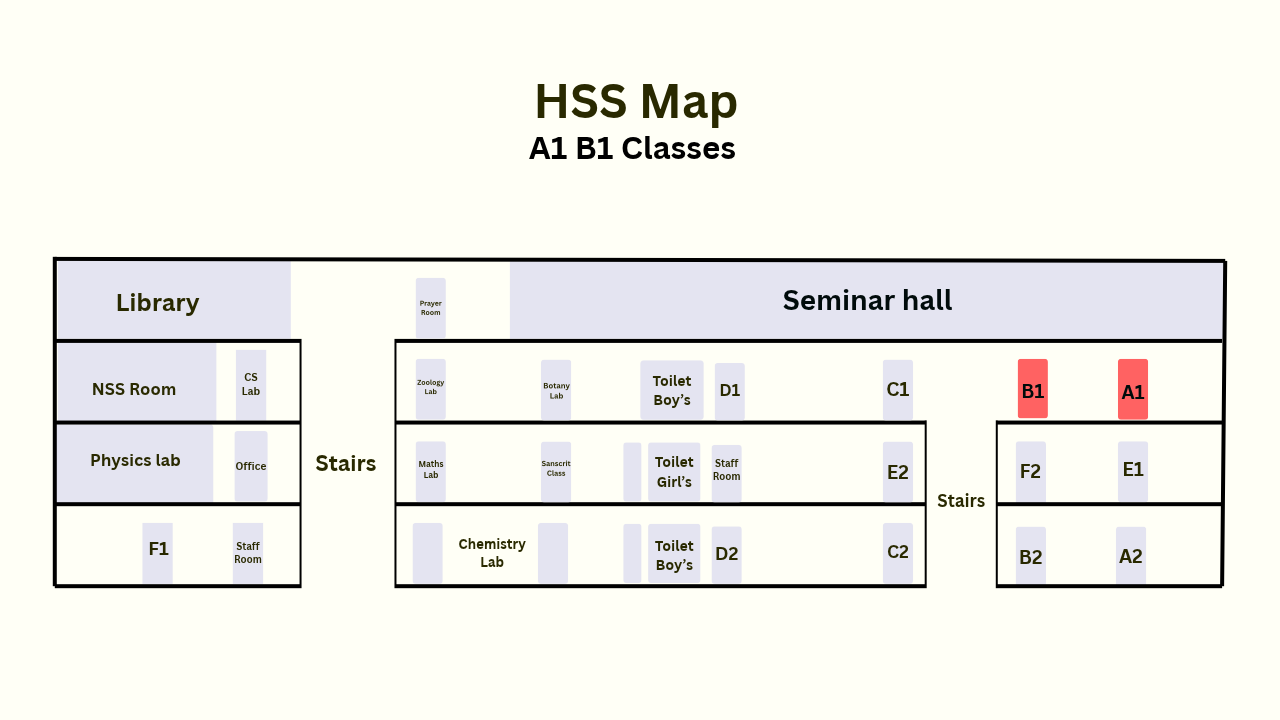 HSS Map
A1 B1 Classes
Library
Prayer
Room
Seminar hall
NSS Room
CS
Lab
Zoology
Lab
Botany
Lab
Toilet
Boy's
D1
C1
B1
A1
Physics lab
Office
Stairs
Maths
Lab
Sanscrit
Class
Toilet
Girl's
Staff
Room
E2
Stairs
F2
E1
F1
Staff
Room
Chemistry
Lab
Toilet
Boy's
D2
C2
B2
A2